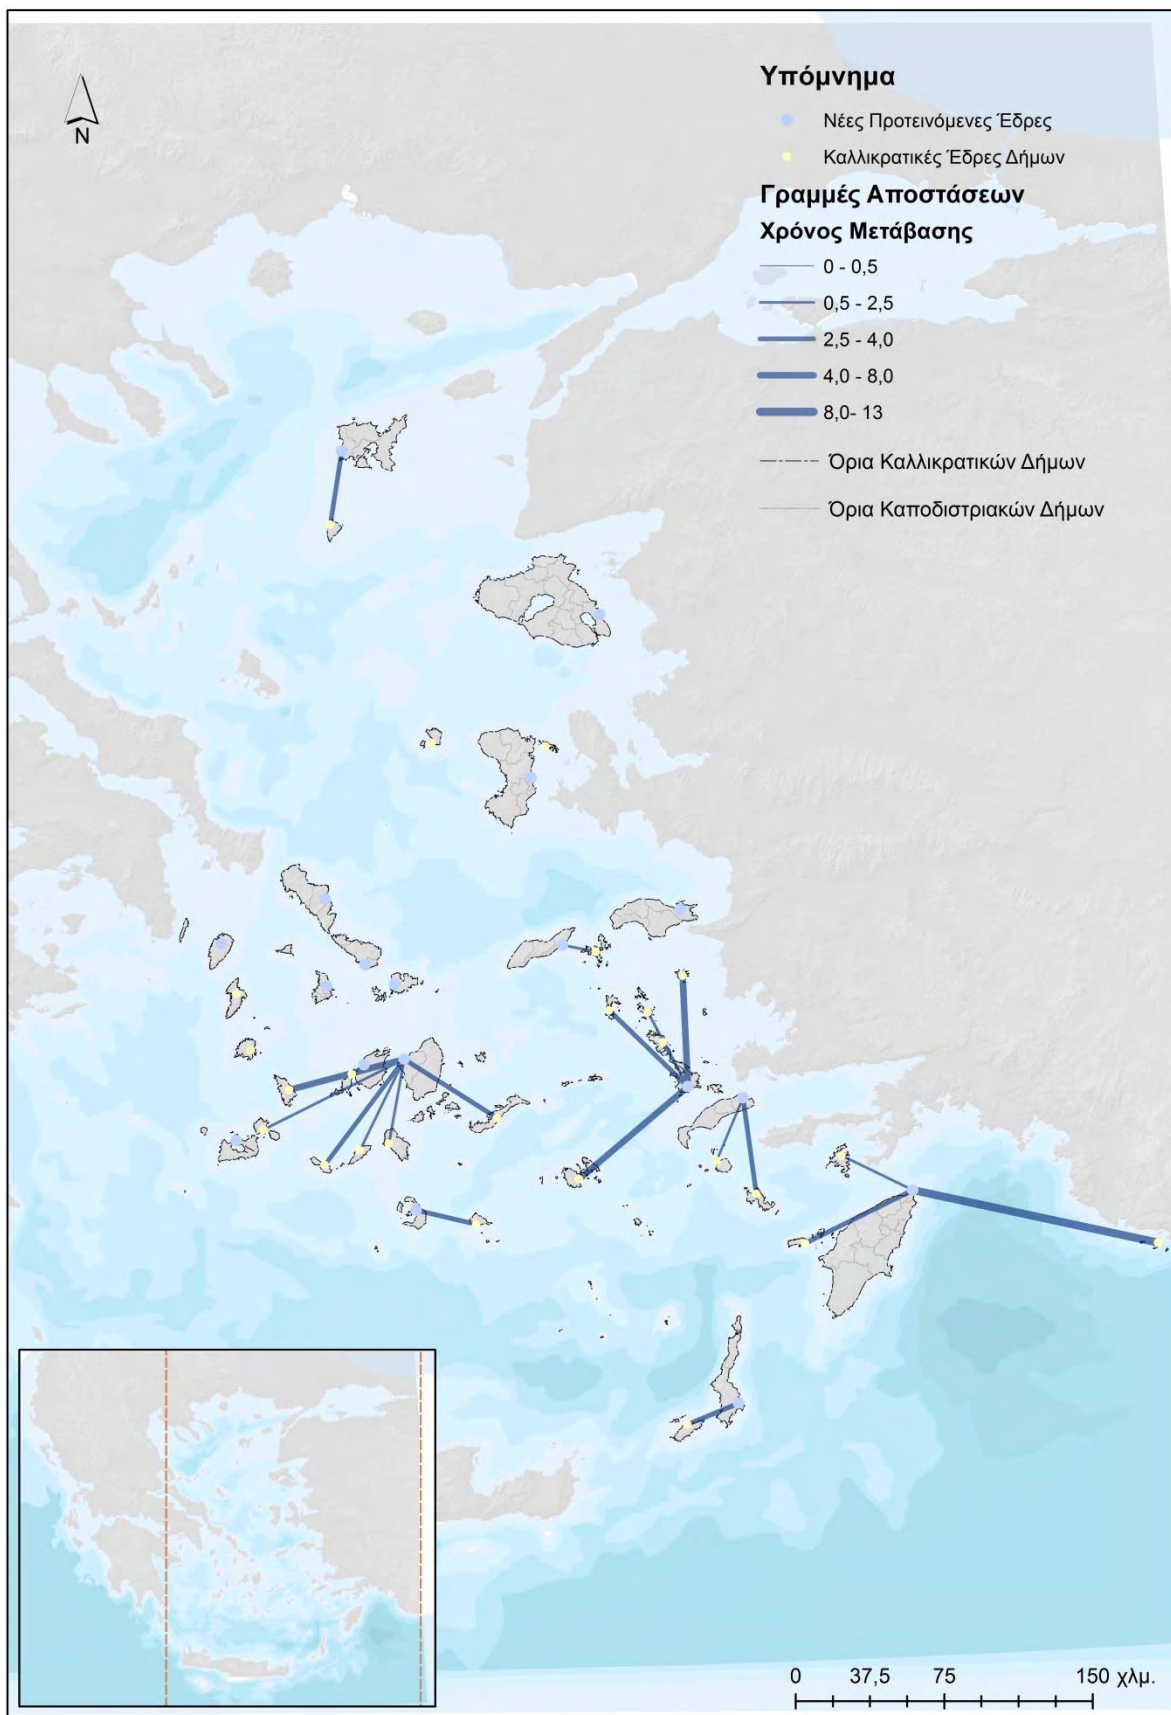 N
Υπόμνημα
Νέες Προτεινόμενες Έδρες
Καλλικρατικές Έδρες Δήμων
Γραμμές Αποστάσεων
Χρόνος Μετάβασης
0 - 0,5
0,5 - 2,5
2,5 - 4,0
4,0 - 8,0
8,0- 13
Όρια Καλλικρατικών Δήμων
Όρια Καποδιστριακών Δήμων
0 37,5 75 150 χλμ.